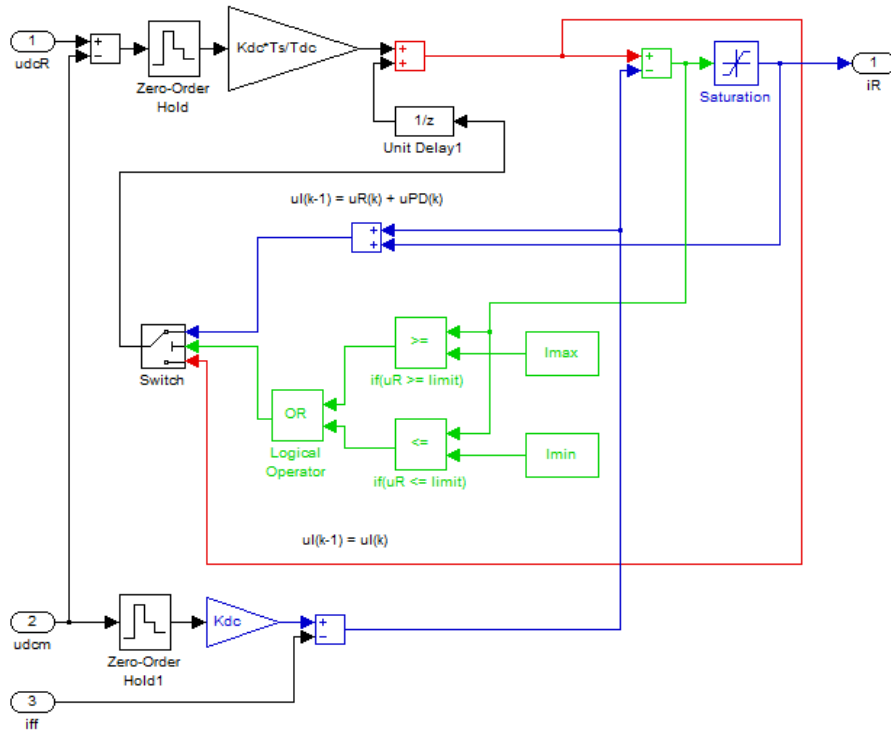 1
udcR
+
−
Zero-Order
Hold
Kdc*Ts/Tdc
+
+
1/z
Unit Delay1
+
−
Saturation
1
iR
uI(k-1) = uR(k) + uPD(k)
+
+
Switch
>=
if(uR >= limit)
Imax
OR
Logical
Operator
<=
if(uR <= limit)
Imin
uI(k-1) = uI(k)
2
udcm
Zero-Order
Hold1
Kdc
+
−
3
iff